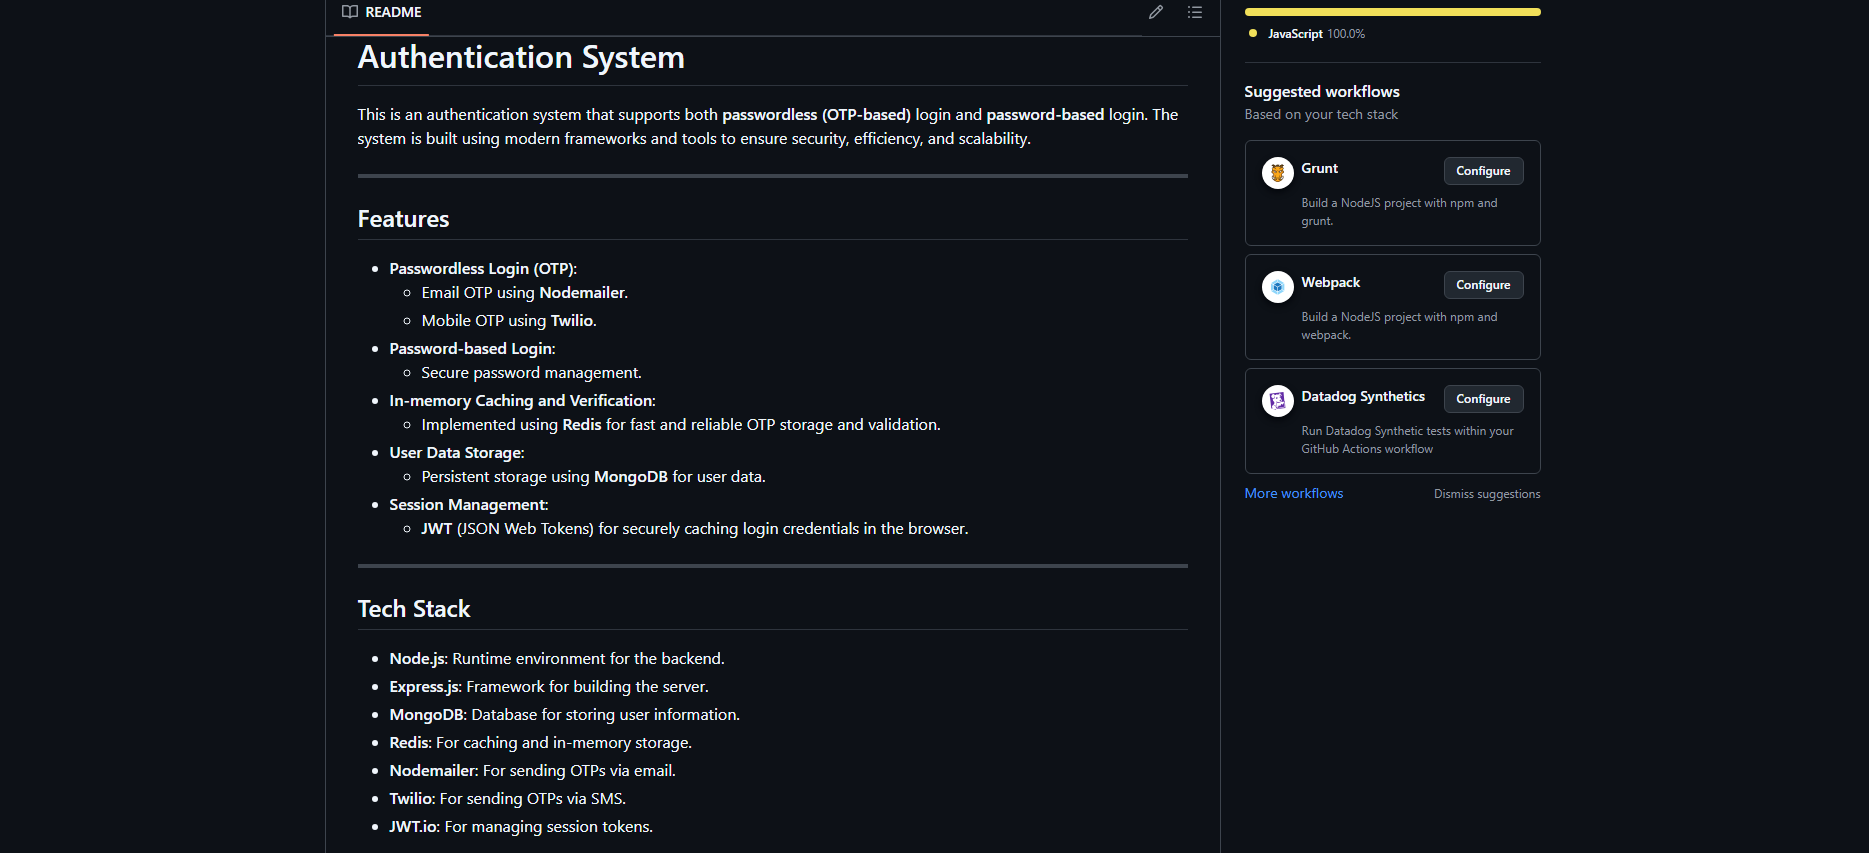 README
Authentication System
This is an authentication system that supports both passwordless (OTP-based) login and password-based login. The
system is built using modern frameworks and tools to ensure security, efficiency, and scalability.
Features
Passwordless Login (OTP):
Email OTP using Nodemailer.
Mobile OTP using Twilio.
Password-based Login:
Secure password management.
In-memory Caching and Verification:
Implemented using Redis for fast and reliable OTP storage and validation.
User Data Storage:
Persistent storage using MongoDB for user data.
Session Management:
JWT (JSON Web Tokens) for securely caching login credentials in the browser.
Tech Stack
Node.js: Runtime environment for the backend.
Express.js: Framework for building the server.
MongoDB: Database for storing user information.
Redis: For caching and in-memory storage.
Nodemailer: For sending OTPs via email.
Twilio: For sending OTPs via SMS.
JWT.io: For managing session tokens.
JavaScript 100.0%
Suggested workflows
Based on your tech stack
Grunt
Configure
Build a NodeJS project with npm and
grunt.
Webpack
Configure
Build a NodeJS project with npm and
webpack.
Datadog Synthetics
Configure
Run Datadog Synthetic tests within your
GitHub Actions workflow
More workflows
Dismiss suggestions